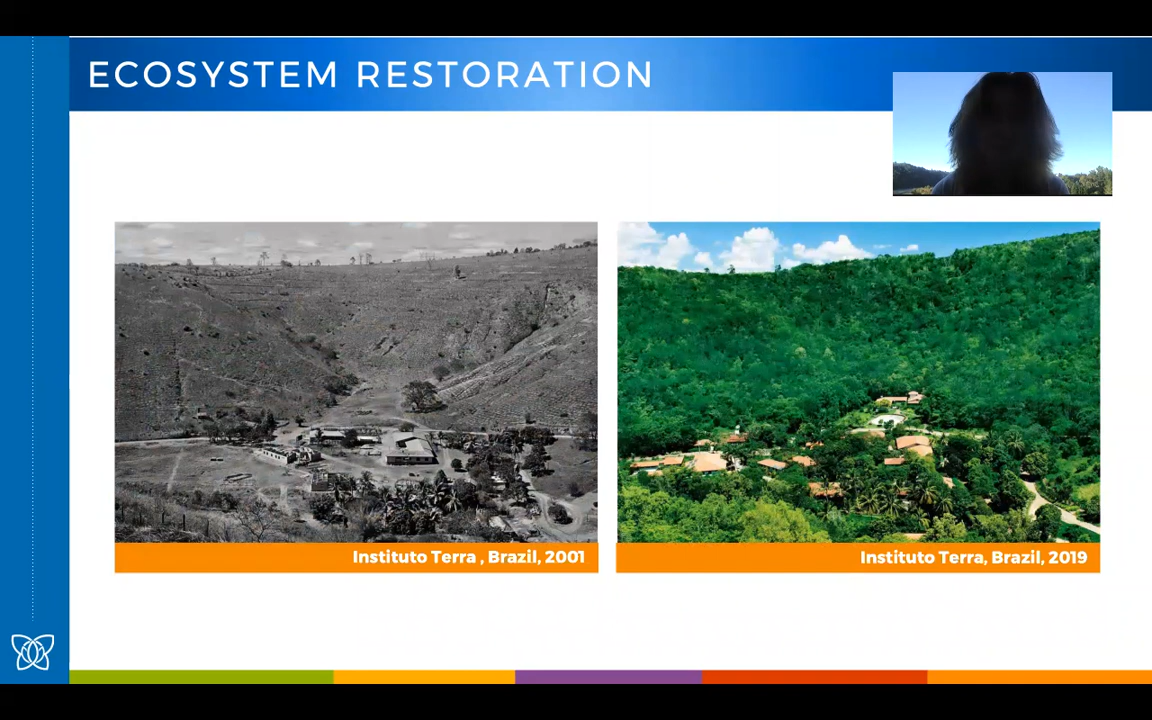 ECOSYSTEM RESTORATION
Instituto Terra , Brazil, 2001
Instituto Terra, Brazil, 2019